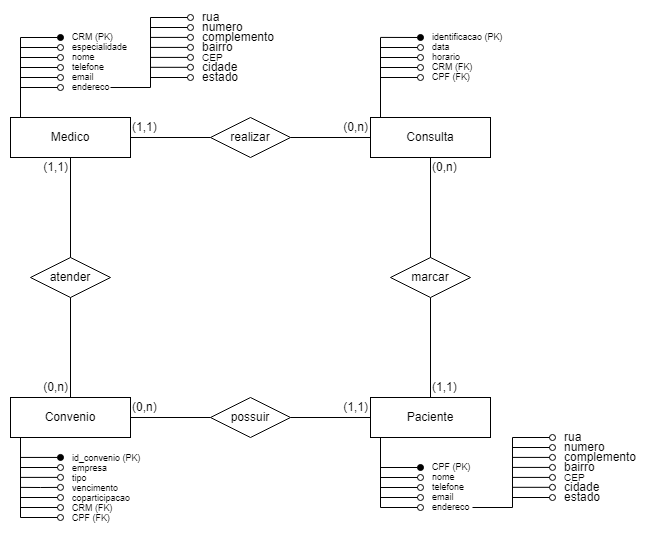 CRM (PK)
especialidade
nome
telefone
email
endereco
rua
numero
complemento
bairro
CEP
cidade
estado
identificacao (PK)
data
horario
CRM (FK)
CPF (FK)
Medico
(1,1)
realizar
(0,n)
Consulta
(1,1)
(0,n)
atender
marcar
(0,n)
(1,1)
Convenio
(0,n)
possuir
(1,1)
Paciente
id_convenio (PK)
empresa
tipo
vencimento
coparticipacao
CRM (FK)
CPF (FK)
CPF (PK)
nome
telefone
email
endereco
rua
numero
complemento
bairro
CEP
cidade
estado